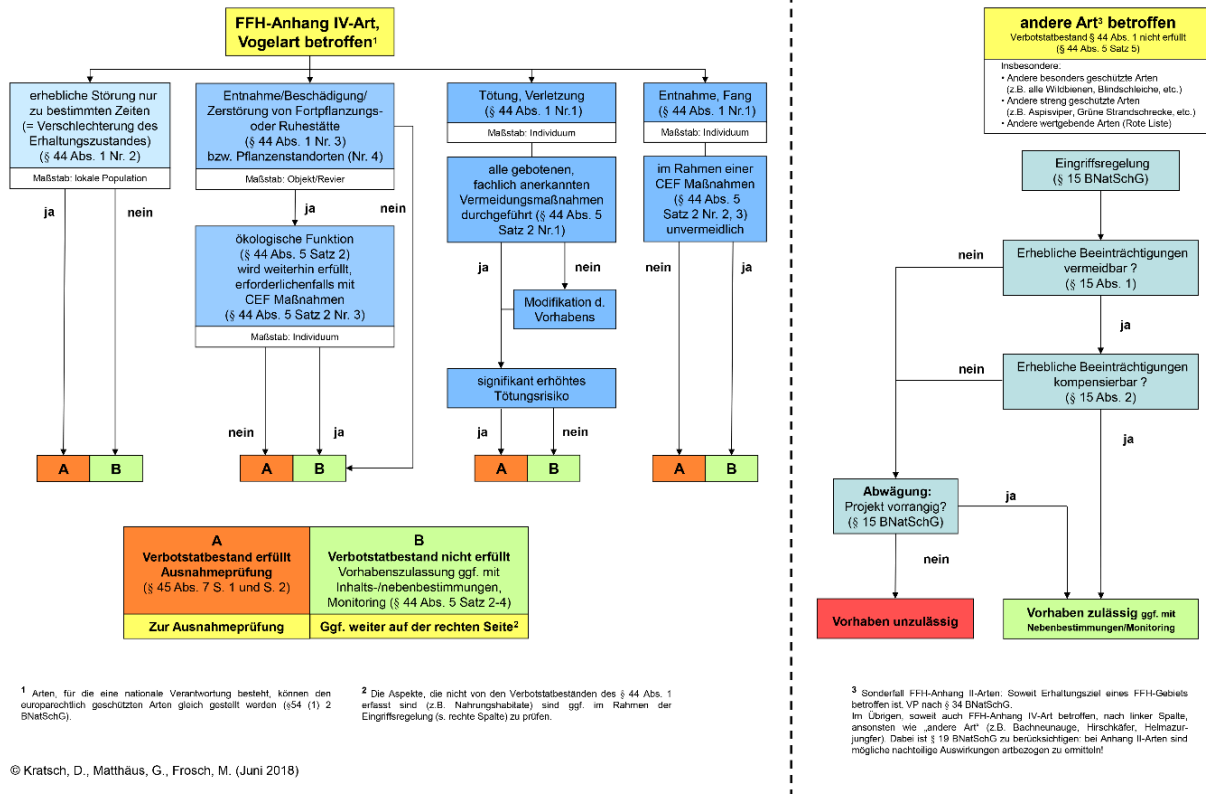 FFH-Anhang IV-Art,
Vogelart betroffen¹
erhebliche Störung nur
zu bestimmten Zeiten
(= Verschlechterung des
Erhaltungszustandes)
(§ 44 Abs. 1 Nr. 2)
Maßstab: lokale Population
ja
nein
A
B
Entnahme/Beschädigung/
Zerstörung von Fortpflanzungs-
oder Ruhestätte
(§ 44 Abs. 1 Nr. 3)
bzw. Pflanzenstandorten (Nr. 4)
Maßstab: Objekt/Revier
ja
nein
ökologische Funktion
(§ 44 Abs. 5 Satz 2)
wird weiterhin erfüllt,
erforderlichenfalls mit
CEF Maßnahmen
(§ 44 Abs. 5 Satz 2 Nr. 3)
Maßstab: Individuum
nein
ja
A
B
Tötung, Verletzung
(§ 44 Abs. 1 Nr.1)
Maßstab: Individuum
alle gebotenen,
fachlich anerkannten
Vermeidungsmaßnahmen
durchgeführt (§ 44 Abs. 5
Satz 2 Nr.1)
ja
nein
Modifikation d.
Vorhabens
signifikant erhöhtes
Tötungsrisiko
ja
nein
A
B
Entnahme, Fang
(§ 44 Abs. 1 Nr.1)
Maßstab: Individuum
im Rahmen einer
CEF Maßnahmen
(§ 44 Abs. 5
Satz 2 Nr. 2, 3)
unvermeidlich
nein
ja
A
B
A
Verbotstatbestand erfüllt
Ausnahmeprüfung
(§ 45 Abs. 7 S. 1 und S. 2)
Zur Ausnahmeprüfung
B
Verbotstatbestand nicht erfüllt
Vorhabenszulassung ggf. mit
Inhalts-/nebenbestimmungen,
Monitoring (§ 44 Abs. 5 Satz 2-4)
Ggf. weiter auf der rechten Seite²
¹ Arten, für die eine nationale Verantwortung besteht, können den
europarechtlich geschützten Arten gleich gestellt werden (§54 (1) 2
BNatSchG).
² Die Aspekte, die nicht von den Verbotstatbeständen des § 44 Abs. 1
erfasst sind (z.B. Nahrungshabitate) sind ggf. im Rahmen der
Eingriffsregelung (s. rechte Spalte) zu prüfen.
© Kratsch, D., Matthäus, G., Frosch, M. (Juni 2018)
andere Art³ betroffen
Verbotstatbestand § 44 Abs. 1 nicht erfüllt
(§ 44 Abs. 5 Satz 5)
Insbesondere:
• Andere besonders geschützte Arten
(z.B. alle Wildbienen, Blindschleiche, etc.)
• Andere streng geschützte Arten
(z.B. Aspisviper, Grüne Strandschrecke, etc.)
• Andere wertgebende Arten (Rote Liste)
Eingriffsregelung
(§ 15 BNatSchG)
Erhebliche Beeinträchtigungen
vermeidbar ?
(§ 15 Abs. 1)
nein
ja
Erhebliche Beeinträchtigungen
kompensierbar ?
(§ 15 Abs. 2)
nein
ja
Abwägung:
Projekt vorrangig?
(§ 15 BNatSchG)
ja
nein
Vorhaben unzulässig
Vorhaben zulässig ggf. mit
Nebenbestimmungen/Monitoring
³ Sonderfall FFH-Anhang II-Arten: Soweit Erhaltungsziel eines FFH-Gebiets
betroffen ist. VP nach § 34 BNatSchG.
Im Übrigen, soweit auch FFH-Anhang IV-Art betroffen, nach linker Spalte,
ansonsten wie „andere Art“ (z.B. Bachneunauge, Hirschkäfer, Helmazur-
jungfer). Dabei ist § 19 BNatSchG zu berücksichtigen: bei Anhang II-Arten sind
mögliche nachteilige Auswirkungen artbezogen zu ermitteln!